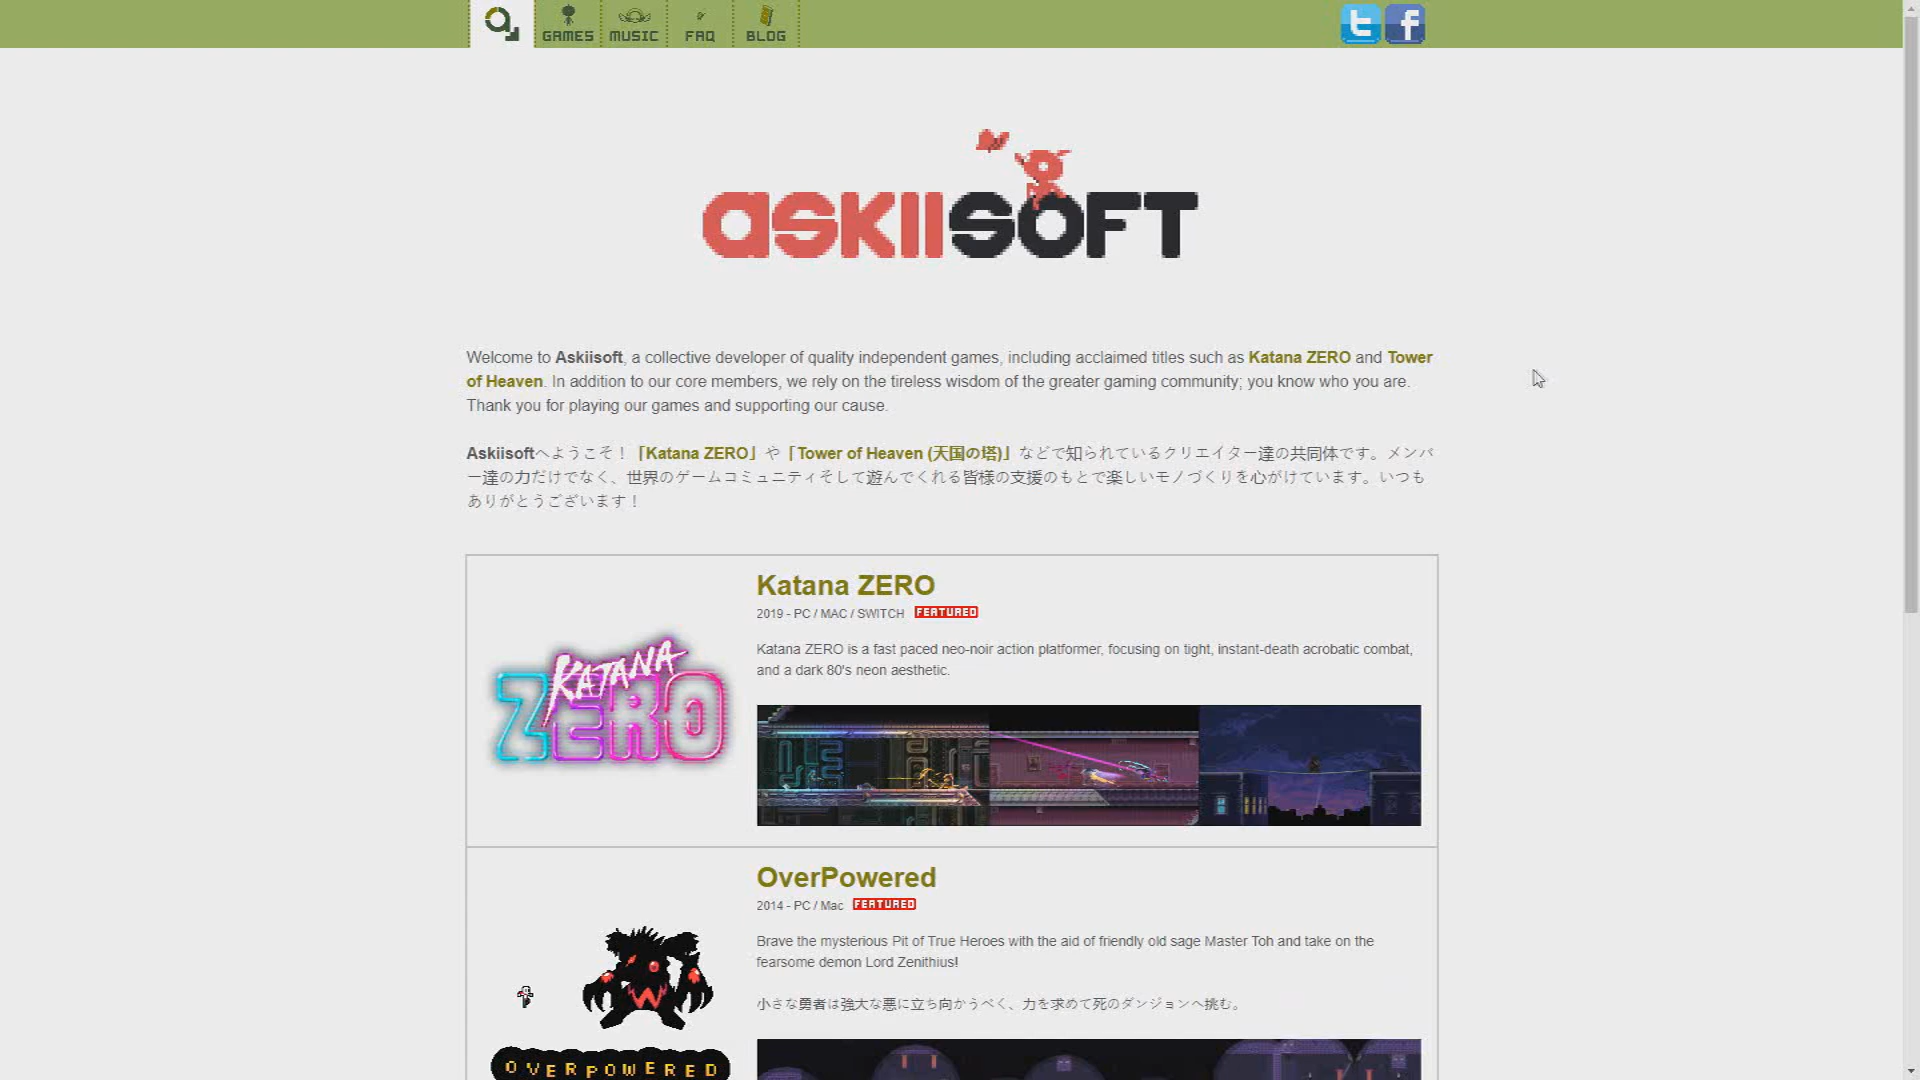 GAMES MUSIC FAQ BLOG
ASKIISOFT
Welcome to Askiisoft, a collective developer of quality independent games, including acclaimed titles such as Katana ZERO and Tower
of Heaven. In addition to our core members, we rely on the tireless wisdom of the greater gaming community; you know who you are.
Thank you for playing our games and supporting our cause.
Askiisoftへようこそ！「Katana ZERO」や「Tower of Heaven (天国の塔)」などで知られているクリエイター達の共同体です。メンバ
ー達の力だけでなく、世界のゲームコミュニティそして遊んでくれる皆様の支援のもとで楽しいモノづくりを心がけています。いつも
ありがとうございます！
Katana ZERO
2019 - PC / MAC / SWITCH FEATURED
Katana ZERO is a fast paced neo-noir action platformer, focusing on tight, instant-death acrobatic combat,
and a dark 80's neon aesthetic.
KATANA
ZERO
OverPowered
2014 - PC / Mac FEATURED
Brave the mysterious Pit of True Heroes with the aid of friendly old sage Master Toh and take on the
fearsome demon Lord Zenithius!
小さな勇者は強大な悪に立ち向かうべく、力を求めて死のダンジョンへ挑む。
OVERPOWERED